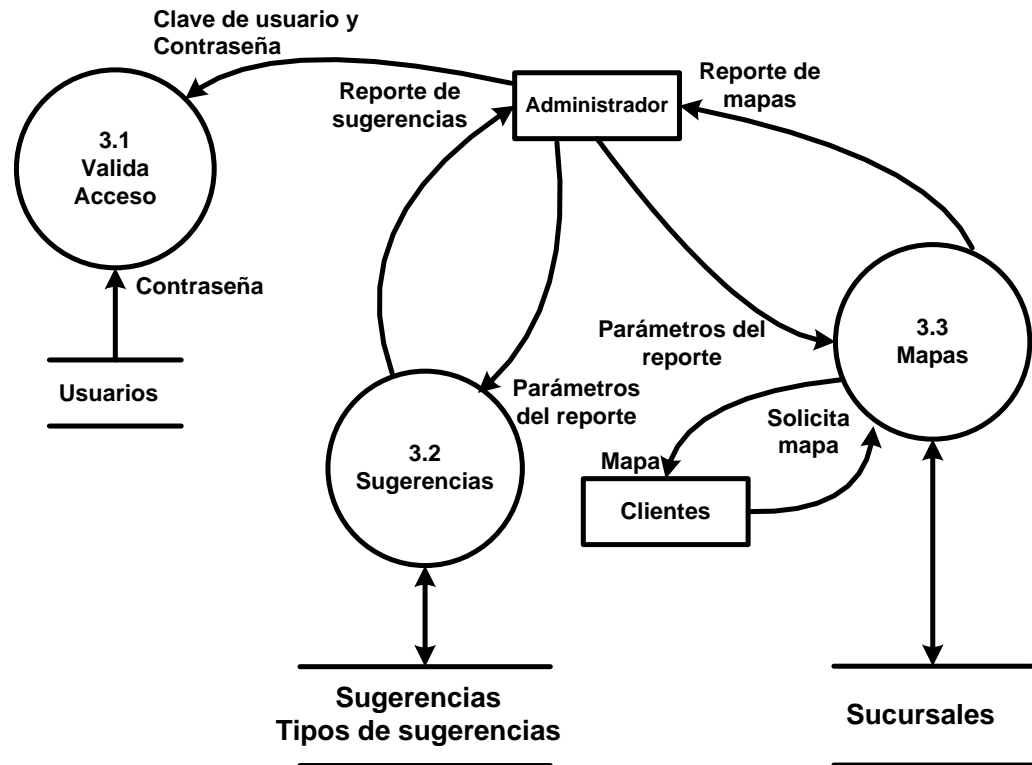 Clave de usuario y
Contraseña
Reporte de
sugerencias
Administrador
Reporte de
mapas
3.1
Valida
Acceso
Contraseña
Usuarios
Parámetros del
reporte
3.3
Mapas
Parámetros
del reporte
3.2
Sugerencias
Solicita
mapa
Mapa
Clientes
Sugerencias
Tipos de sugerencias
Sucursales